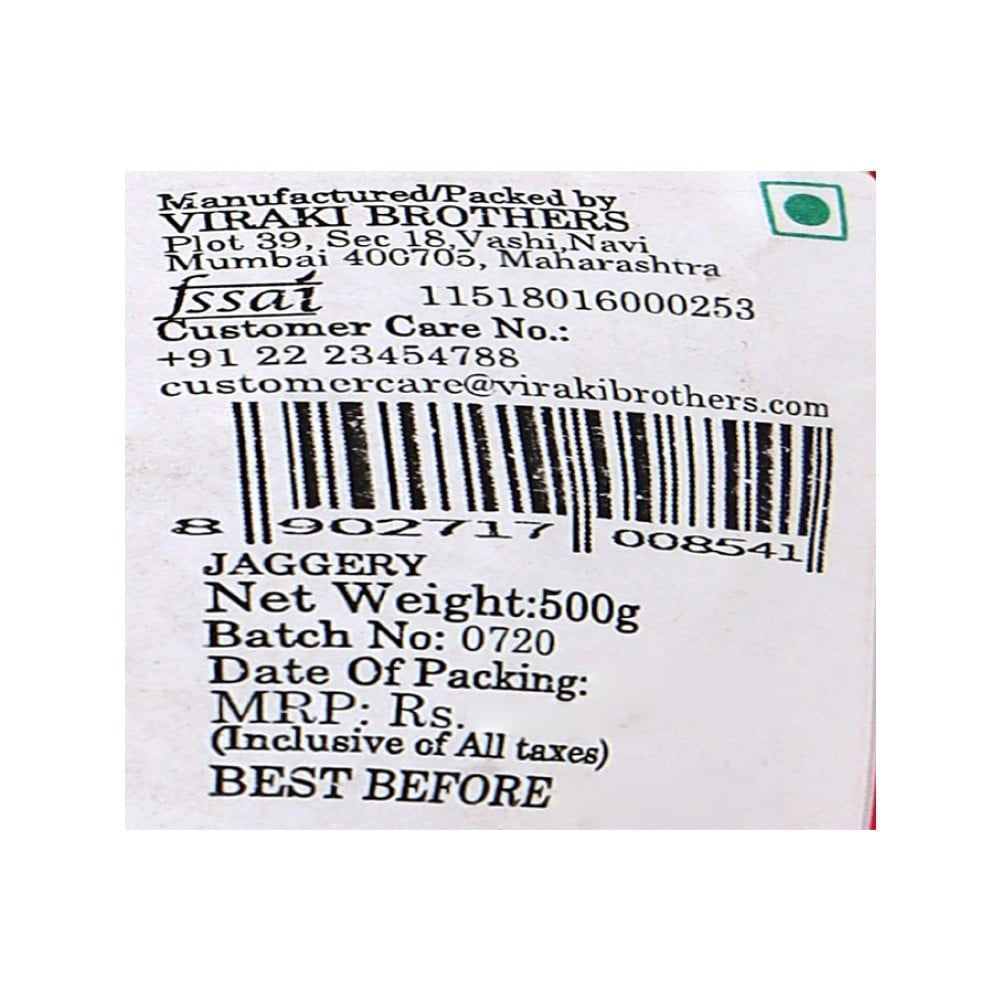 Manufactured/Packed by
VIRAKI BROTHERS
Plot 39, Sec 18,Vashi,Navi
Mumbai 400705, Maharashtra
fssai 11518016000253
Customer Care No.:
+91 22 23454788
customercare@virakibrothers.com
8 902717 008541
JAGGERY
Net Weight:500g
Batch No: 0720
Date Of Packing:
MRP: Rs.
(Inclusive of All taxes)
BEST BEFORE